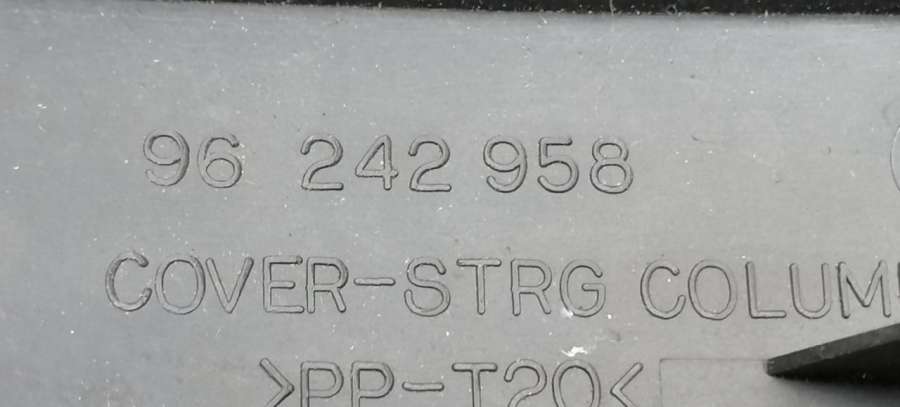 96 242 958
COVER-STRG COLUM
>PP-T20<